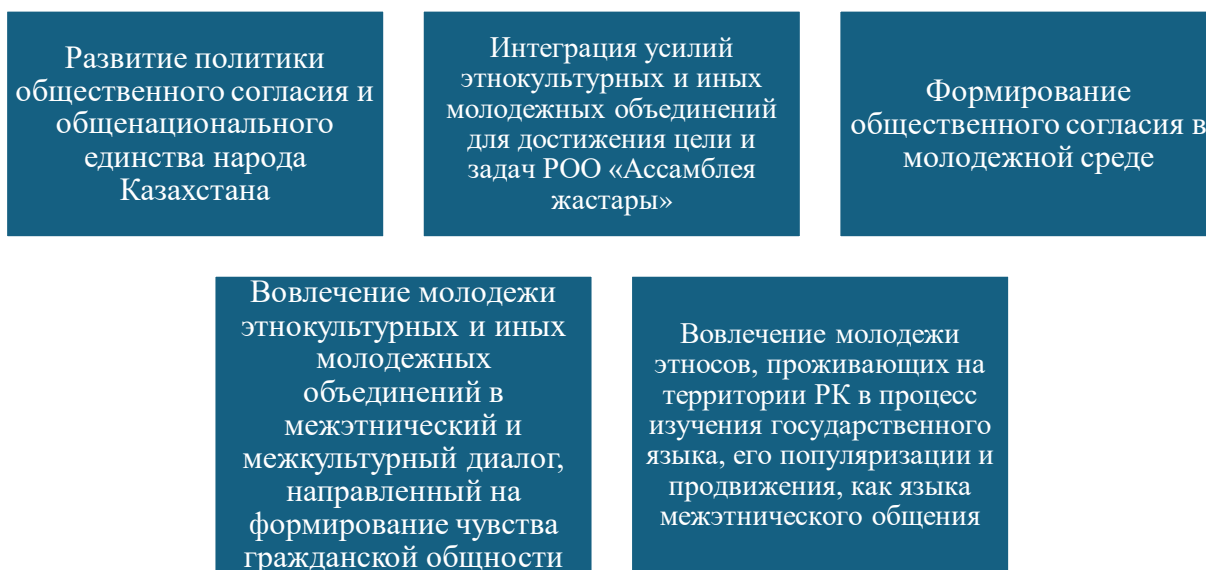 Развитие политики
общественного согласия и
общенационального
единства народа
Казахстана
Интеграция усилий
этнокультурных и иных
молодежных объединений
для достижения цели и
задач РОО «Ассамблея
жастары»
Формирование
общественного согласия в
молодежной среде
Вовлечение молодежи
этнокультурных и иных
молодежных
объединений в
межэтнический и
межкультурный диалог,
направленный на
формирование чувства
гражданской общности
Вовлечение молодежи
этносов, проживающих на
территории РК в процесс
изучения государственного
языка, его популяризации и
продвижения, как языка
межэтнического общения